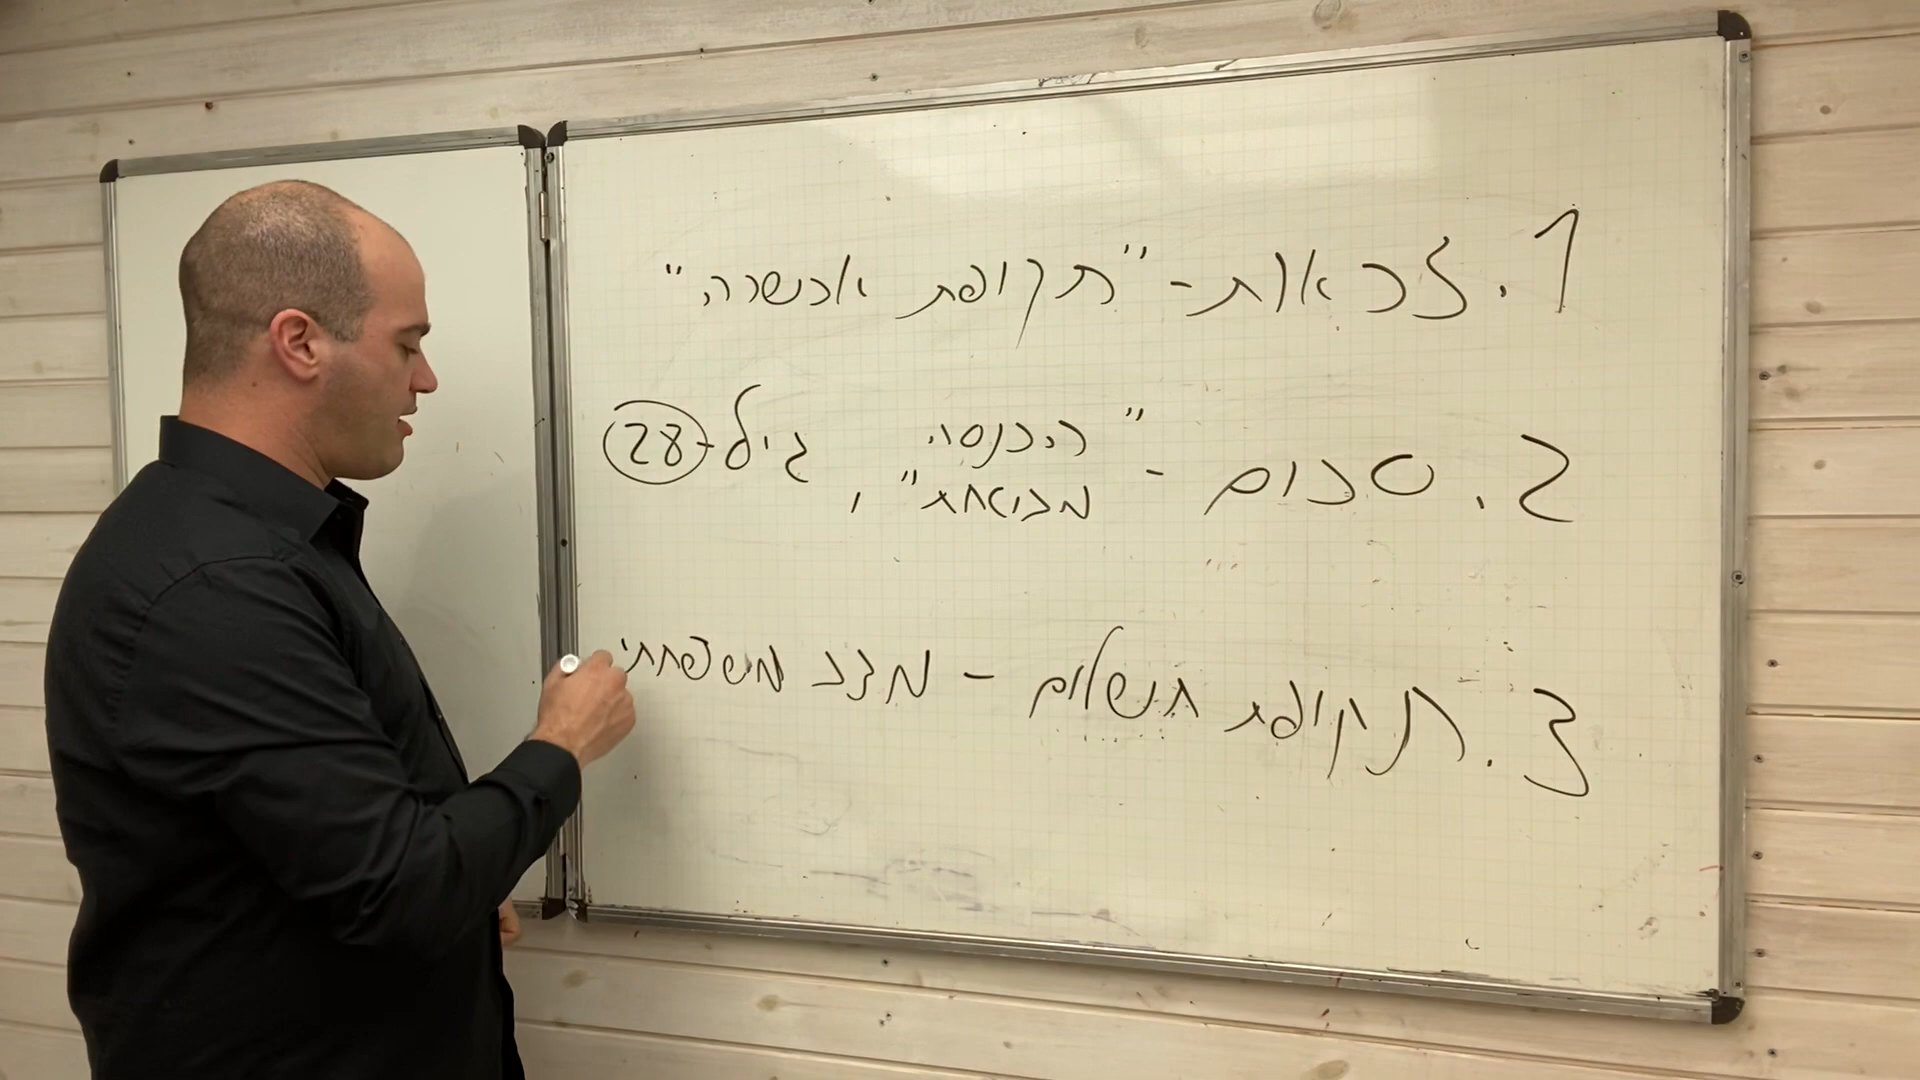 1. זכאות - "תקופת אכשרה"
2. סכום - "הכנסה מבוטחת", גיל - 28
3. תקופת תשלום - מצב משפחתי